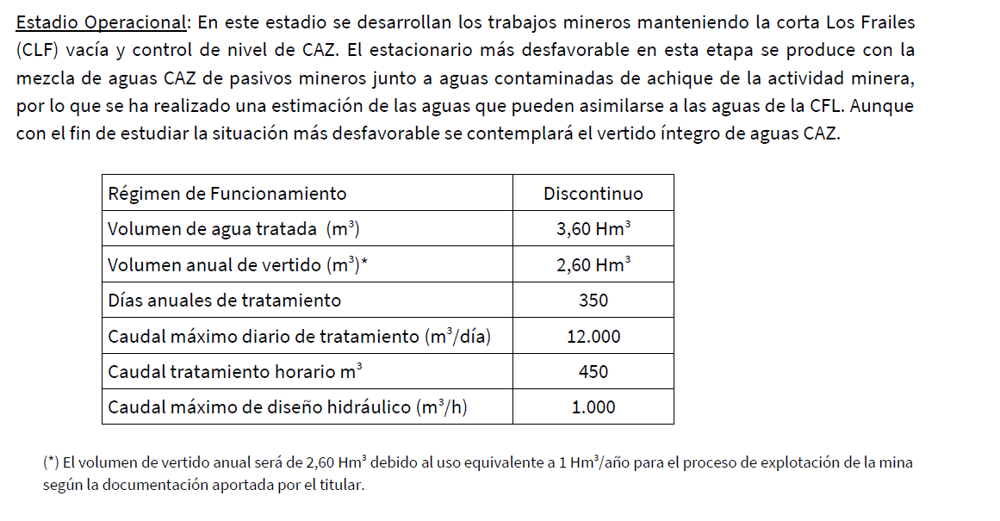 Estadio Operacional: En este estadio se desarrollan los trabajos mineros manteniendo la corta Los Frailes
(CLF) vacía y control de nivel de CAZ. El estacionario más desfavorable en esta etapa se produce con la
mezcla de aguas CAZ de pasivos mineros junto a aguas contaminadas de achique de la actividad minera,
por lo que se ha realizado una estimación de las aguas que pueden asimilarse a las aguas de la CFL. Aunque
con el fin de estudiar la situación más desfavorable se contemplará el vertido íntegro de aguas CAZ.
Régimen de Funcionamiento Discontinuo
Volumen de agua tratada (m³) 3,60 Hm³
Volumen anual de vertido (m³)* 2,60 Hm³
Días anuales de tratamiento 350
Caudal máximo diario de tratamiento (m³/día) 12.000
Caudal tratamiento horario m³ 450
Caudal máximo de diseño hidráulico (m³/h) 1.000
(*) El volumen de vertido anual será de 2,60 Hm³ debido al uso equivalente a 1 Hm³/año para el proceso de explotación de la mina
según la documentación aportada por el titular.